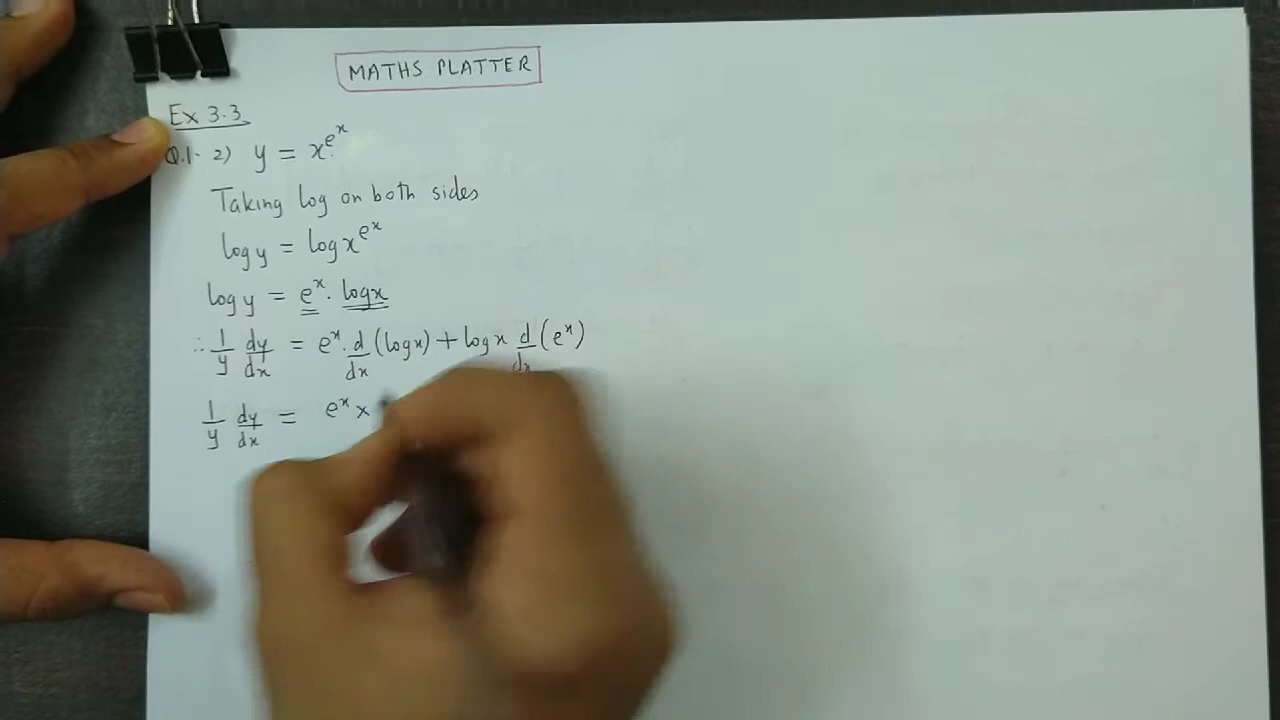 MATHS PLATTER
Ex 3.3
Q.1- 2) y = x^{e^x}
Taking log on both sides
log y = log x^{e^x}
log y = e^x . log x
∴ 1/y dy/dx = e^x . d/dx (log x) + log x d/dx (e^x)
1/y dy/dx = e^x ×